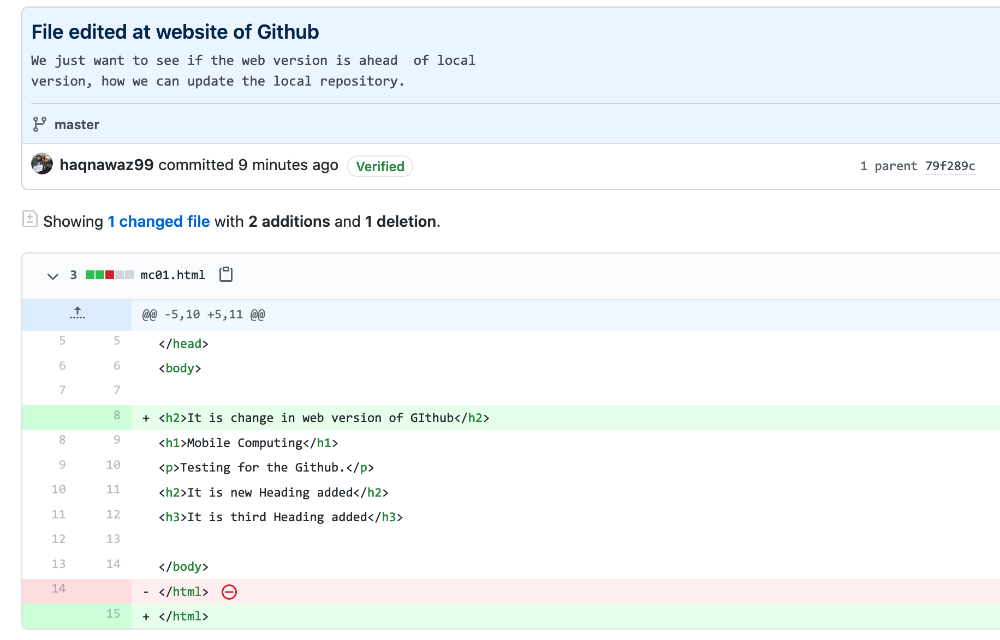 File edited at website of Github
We just want to see if the web version is ahead  of local
version, how we can update the local repository.
master
haqnawaz99 committed 9 minutes ago Verified 1 parent 79f289c
Showing 1 changed file with 2 additions and 1 deletion.
3 mc01.html
@@ -5,10 +5,11 @@
5 5 </head>
6 6 <body>
7 7
8 + <h2>It is change in web version of GIthub</h2>
8 9 <h1>Mobile Computing</h1>
9 10 <p>Testing for the Github.</p>
10 11 <h2>It is new Heading added</h2>
11 12 <h3>It is third Heading added</h3>
12 13
13 14 </body>
14 - </html>
15 + </html>